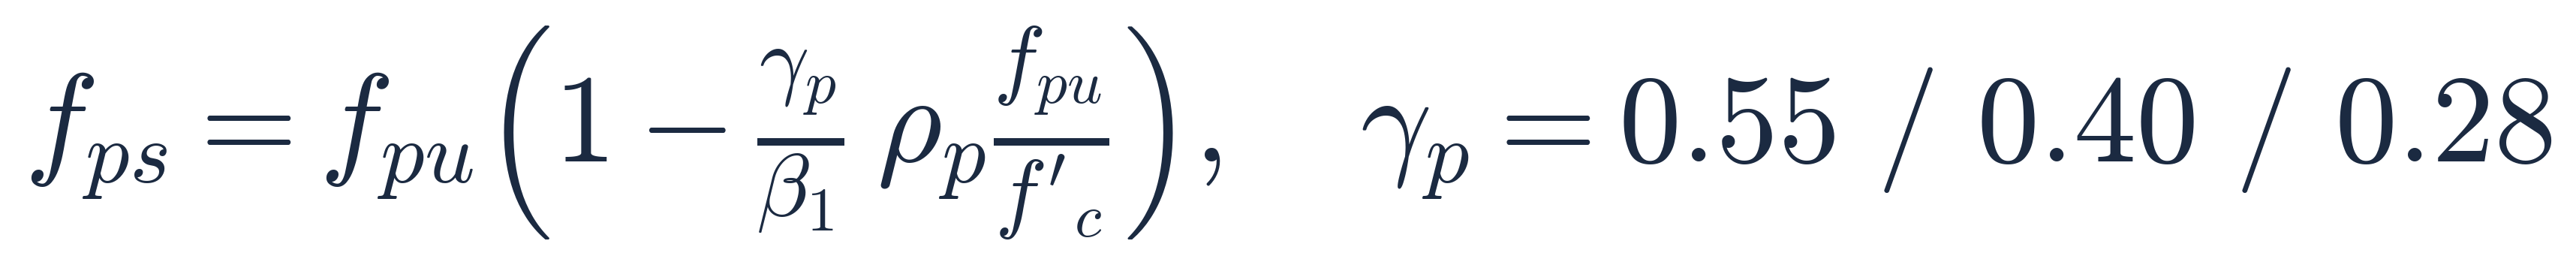 f_{ps} = f_{pu} \left( 1 - \frac{\gamma_p}{\beta_1} \rho_p \frac{f_{pu}}{f'_c} \right), \quad \gamma_p = 0.55 / 0.40 / 0.28